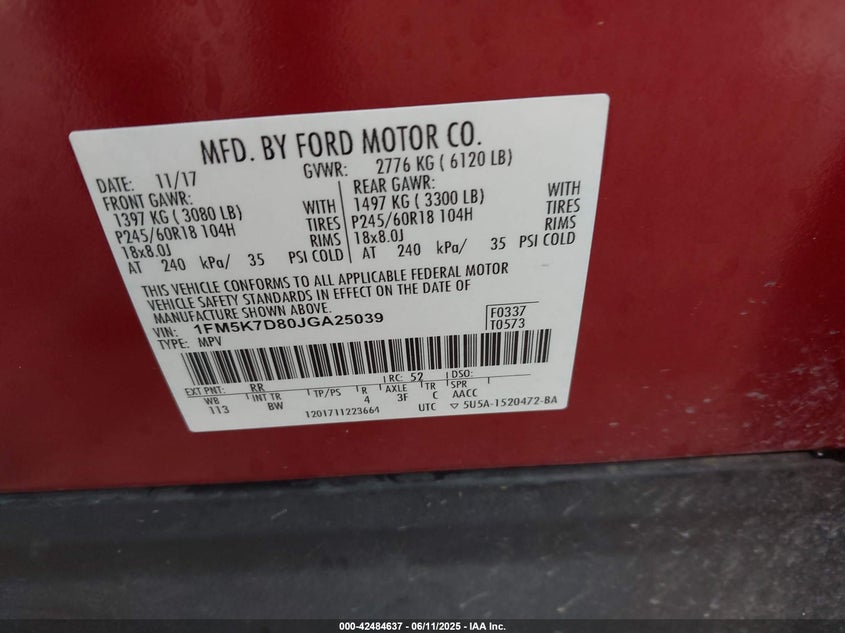 MFD. BY FORD MOTOR CO.
DATE: 11/17 GVWR: 2776 KG ( 6120 LB)
FRONT GAWR: REAR GAWR:
1397 KG ( 3080 LB) WITH 1497 KG ( 3300 LB) WITH
P245/60R18 104H TIRES P245/60R18 104H TIRES
18x8.0J RIMS 18x8.0J RIMS
AT 240 kPa/ 35 PSI COLD AT 240 kPa/ 35 PSI COLD
THIS VEHICLE CONFORMS TO ALL APPLICABLE FEDERAL MOTOR
VEHICLE SAFETY STANDARDS IN EFFECT ON THE DATE OF
MANUFACTURE SHOWN ABOVE.
VIN: 1FM5K7D80JGA25039 F0337
TYPE: MPV T0573
EXT PNT: RR RC: 52 DSO:
WB INT TR TP/PS R AXLE TR SPR
113 BW 4 3F C AACC
1201711223664 UTC ▽ 5U5A-1520472-BA
000-42484637 - 06/11/2025 - IAA Inc.